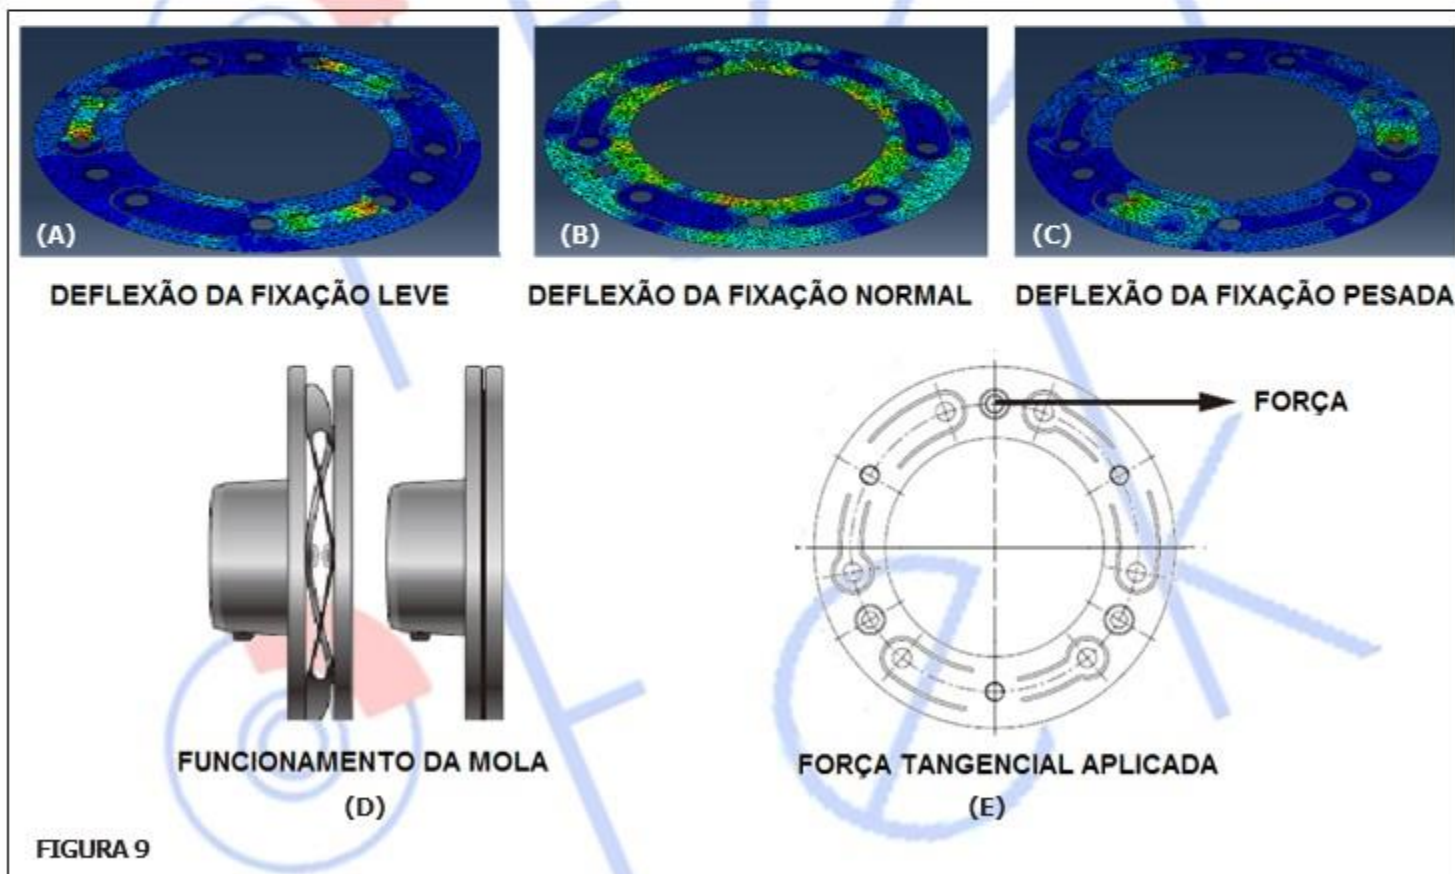 (A)
(B)
(C)
DEFLEXÃO DA FIXAÇÃO LEVE
DEFLEXÃO DA FIXAÇÃO NORMAL
DEFLEXÃO DA FIXAÇÃO PESADA
FORÇA
FUNCIONAMENTO DA MOLA
(D)
FORÇA TANGENCIAL APLICADA
(E)
FIGURA 9